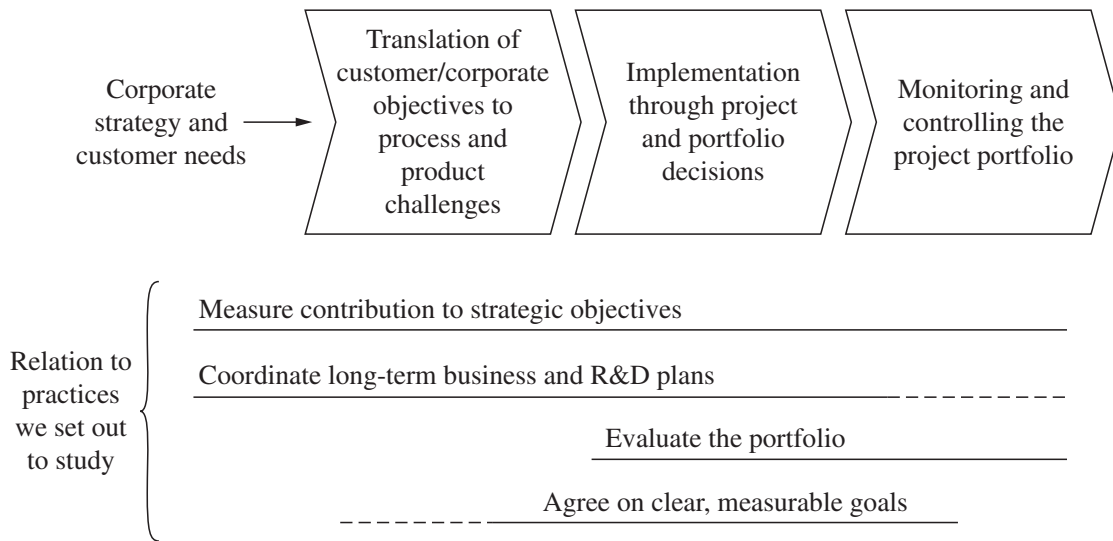 Corporate
strategy and
customer needs
Translation of
customer/corporate
objectives to
process and
product
challenges
Implementation
through project
and portfolio
decisions
Monitoring and
controlling the
project portfolio
Relation to
practices
we set out
to study
Measure contribution to strategic objectives
Coordinate long-term business and R&D plans
Evaluate the portfolio
Agree on clear, measurable goals